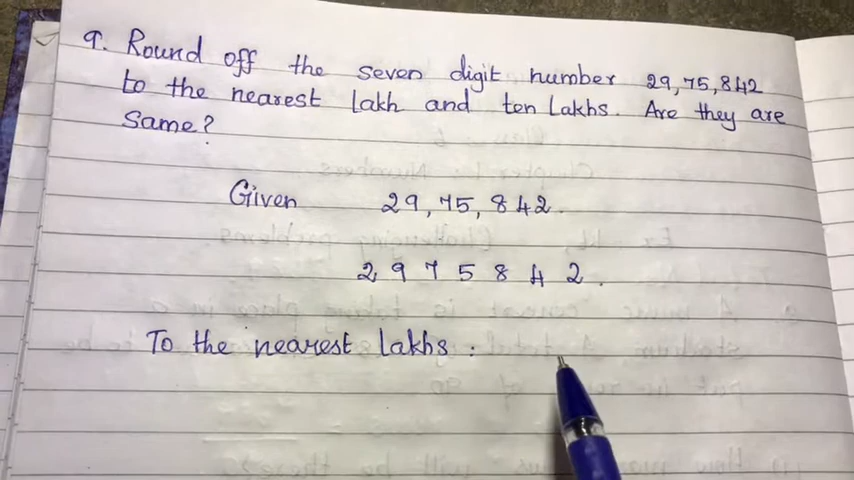 9. Round off the seven digit number 29,75,842
to the nearest lakh and ten Lakhs. Are they are
same?
Given 29,75,842.
2 9 7 5 8 4 2.
To the nearest Lakhs :